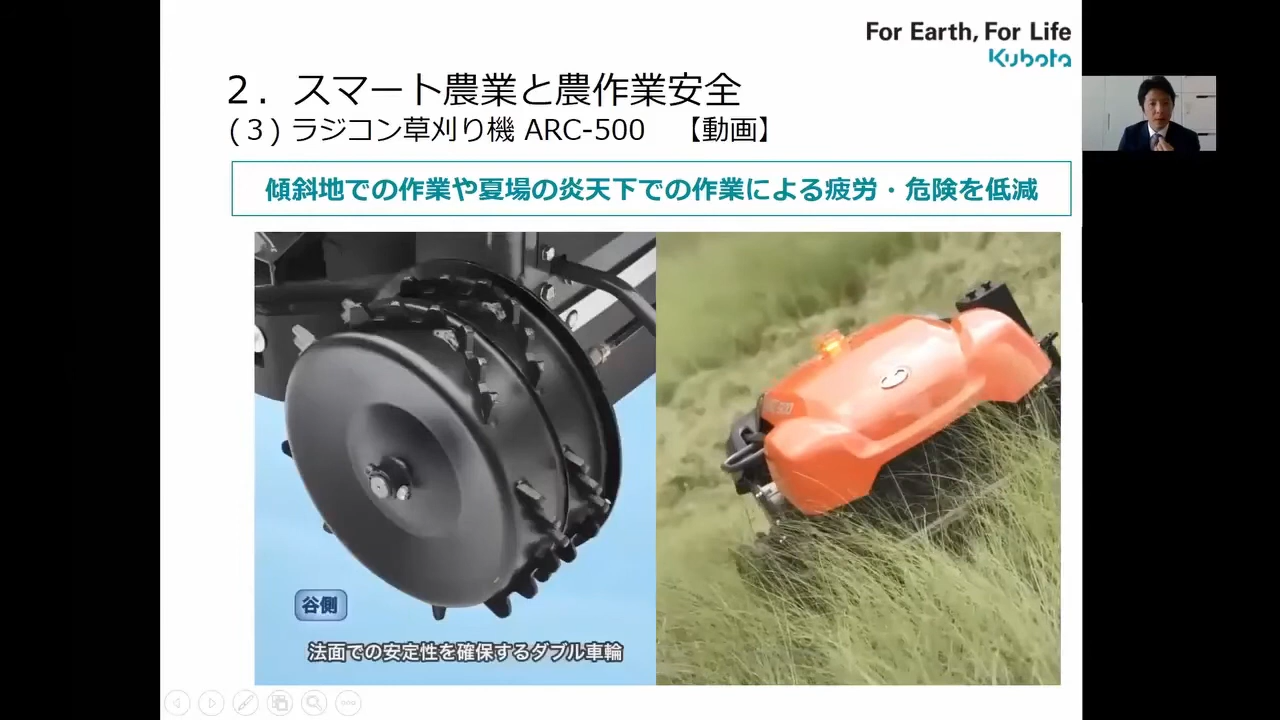 For Earth, For Life
Kubota
2．スマート農業と農作業安全
(３) ラジコン草刈り機 ARC-500 【動画】
傾斜地での作業や夏場の炎天下での作業による疲労・危険を低減
谷側
法面での安定性を確保するダブル車輪